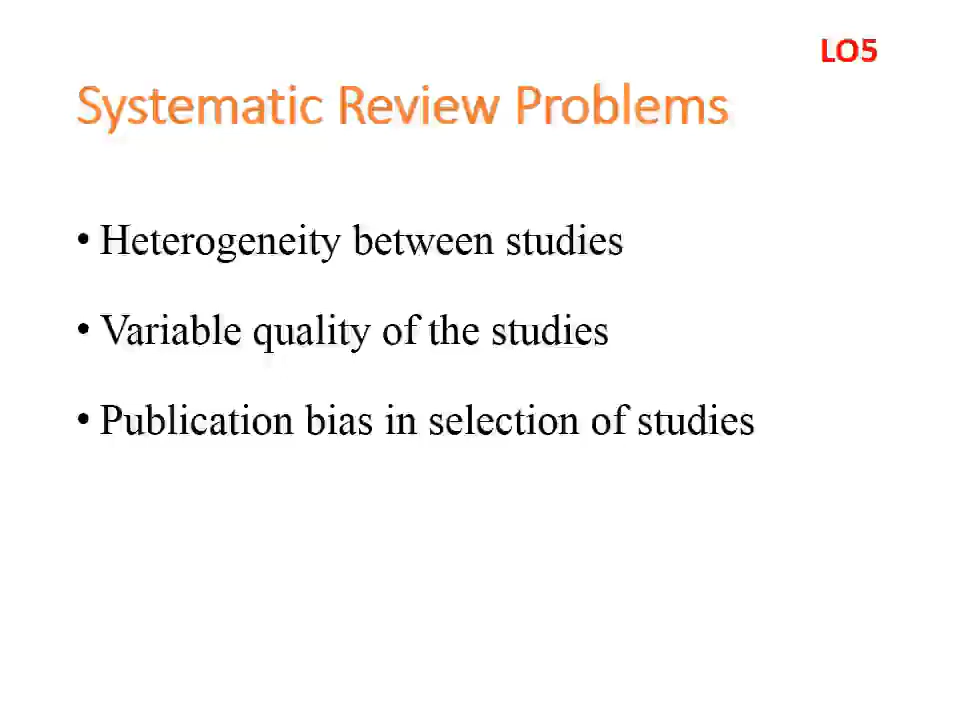 LO5
Systematic Review Problems
• Heterogeneity between studies
• Variable quality of the studies
• Publication bias in selection of studies